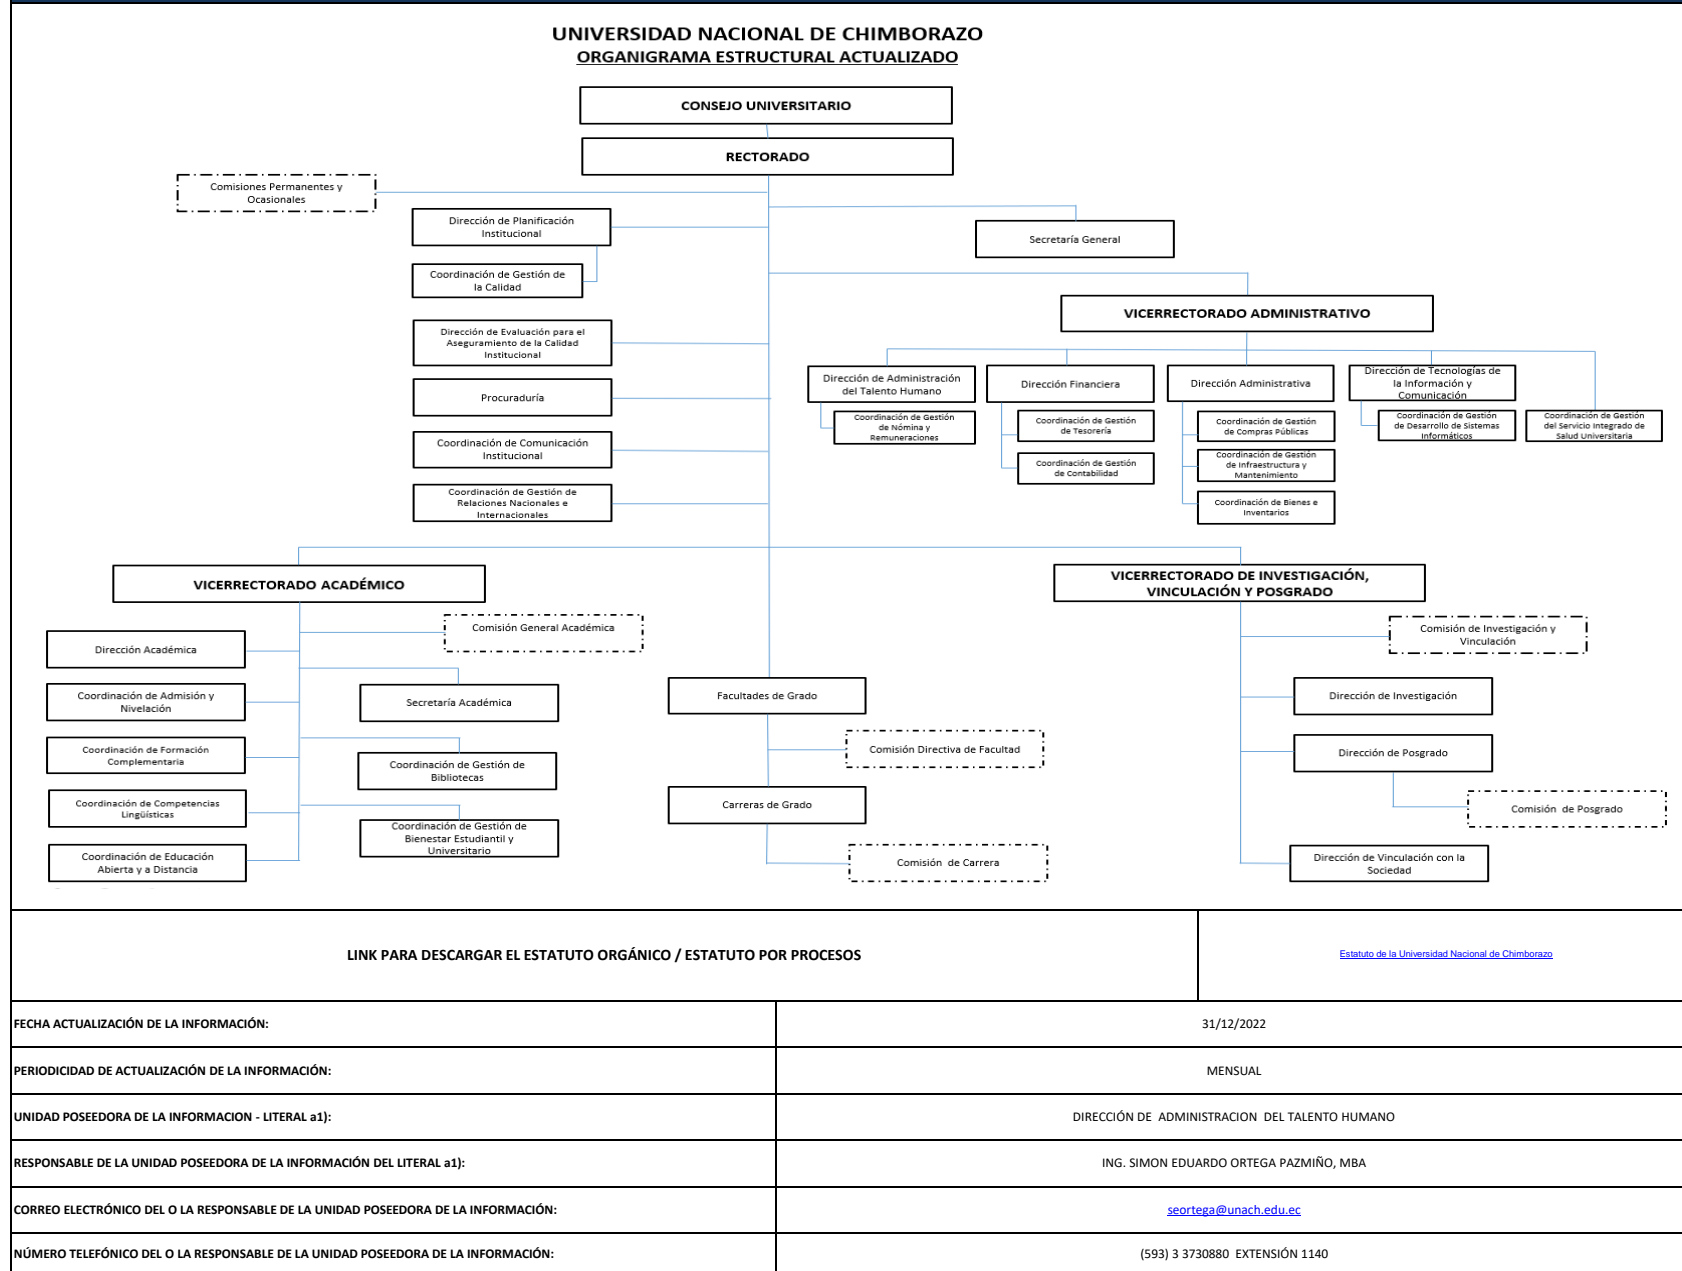 UNIVERSIDAD NACIONAL DE CHIMBORAZO
ORGANIGRAMA ESTRUCTURAL ACTUALIZADO
CONSEJO UNIVERSITARIO
RECTORADO
Comisiones Permanentes y
Ocasionales
Dirección de Planificación
Institucional
Secretaría General
Coordinación de Gestión de
la Calidad
VICERRECTORADO ADMINISTRATIVO
Dirección de Evaluación para el
Aseguramiento de la Calidad
Institucional
Dirección de Administración
del Talento Humano
Dirección Financiera
Dirección Administrativa
Dirección de Tecnologías de
la Información y
Comunicación
Procuraduría
Coordinación de Gestión
de Nómina y
Remuneraciones
Coordinación de Gestión
de Tesorería
Coordinación de Gestión
de Compras Públicas
Coordinación de Gestión
de Desarrollo de Sistemas
Informáticos
Coordinación de Gestión
del Servicio Integrado de
Salud Universitaria
Coordinación de Comunicación
Institucional
Coordinación de Gestión
de Contabilidad
Coordinación de Gestión
de Infraestructura y
Mantenimiento
Coordinación de Gestión de
Relaciones Nacionales e
Internacionales
Coordinación de Bienes e
Inventarios
VICERRECTORADO ACADÉMICO
VICERRECTORADO DE INVESTIGACIÓN,
VINCULACIÓN Y POSGRADO
Comisión General Académica
Comisión de Investigación y
Vinculación
Dirección Académica
Coordinación de Admisión y
Nivelación
Secretaría Académica
Facultades de Grado
Dirección de Investigación
Coordinación de Formación
Complementaria
Coordinación de Gestión de
Bibliotecas
Comisión Directiva de Facultad
Dirección de Posgrado
Coordinación de Competencias
Lingüísticas
Carreras de Grado
Comisión  de Posgrado
Coordinación de Gestión de
Bienestar Estudiantil y
Universitario
Coordinación de Educación
Abierta y a Distancia
Comisión  de Carrera
Dirección de Vinculación con la
Sociedad
LINK PARA DESCARGAR EL ESTATUTO ORGÁNICO / ESTATUTO POR PROCESOS
Estatuto de la Universidad Nacional de Chimborazo
FECHA ACTUALIZACIÓN DE LA INFORMACIÓN:
31/12/2022
PERIODICIDAD DE ACTUALIZACIÓN DE LA INFORMACIÓN:
MENSUAL
UNIDAD POSEEDORA DE LA INFORMACION - LITERAL a1):
DIRECCIÓN DE  ADMINISTRACION  DEL TALENTO HUMANO
RESPONSABLE DE LA UNIDAD POSEEDORA DE LA INFORMACIÓN DEL LITERAL a1):
ING. SIMON EDUARDO ORTEGA PAZMIÑO, MBA
CORREO ELECTRÓNICO DEL O LA RESPONSABLE DE LA UNIDAD POSEEDORA DE LA INFORMACIÓN:
seortega@unach.edu.ec
NÚMERO TELEFÓNICO DEL O LA RESPONSABLE DE LA UNIDAD POSEEDORA DE LA INFORMACIÓN:
(593) 3 3730880  EXTENSIÓN 1140